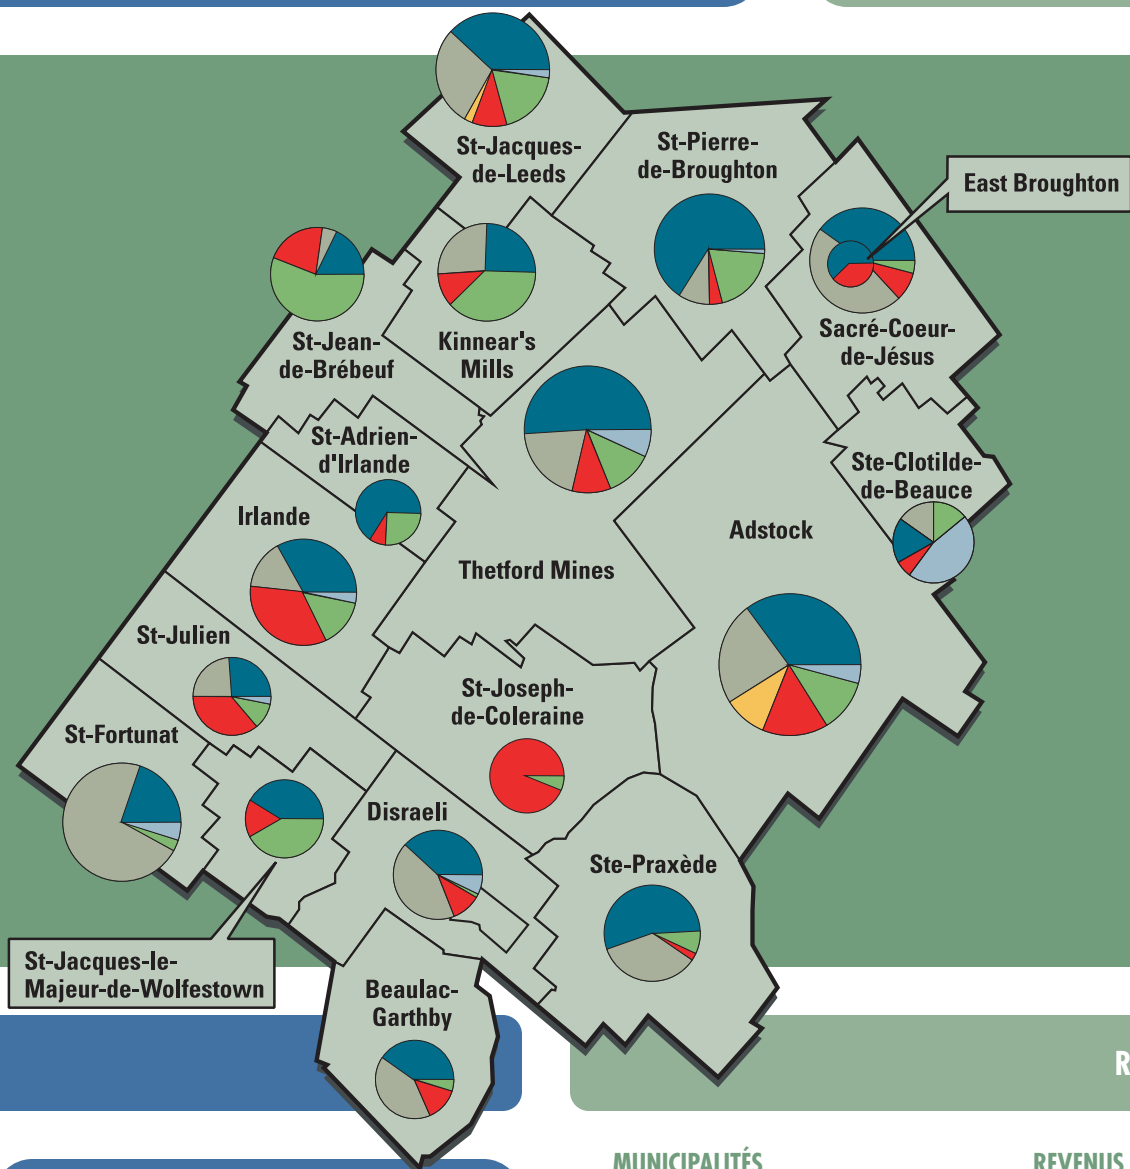 St-Jacques-
de-Leeds
St-Pierre-
de-Broughton
East Broughton
Sacré-Coeur-
de-Jésus
St-Jean-
de-Brébeuf
Kinnear's
Mills
St-Adrien-
d'Irlande
Ste-Clotilde-
de-Beauce
Irlande
Adstock
Thetford Mines
St-Julien
St-Joseph-
de-Coleraine
St-Fortunat
Disraeli
Ste-Praxède
St-Jacques-le-
Majeur-de-Wolfestown
Beaulac-
Garthby
R
MUNICIPALITÉS
REVENUS